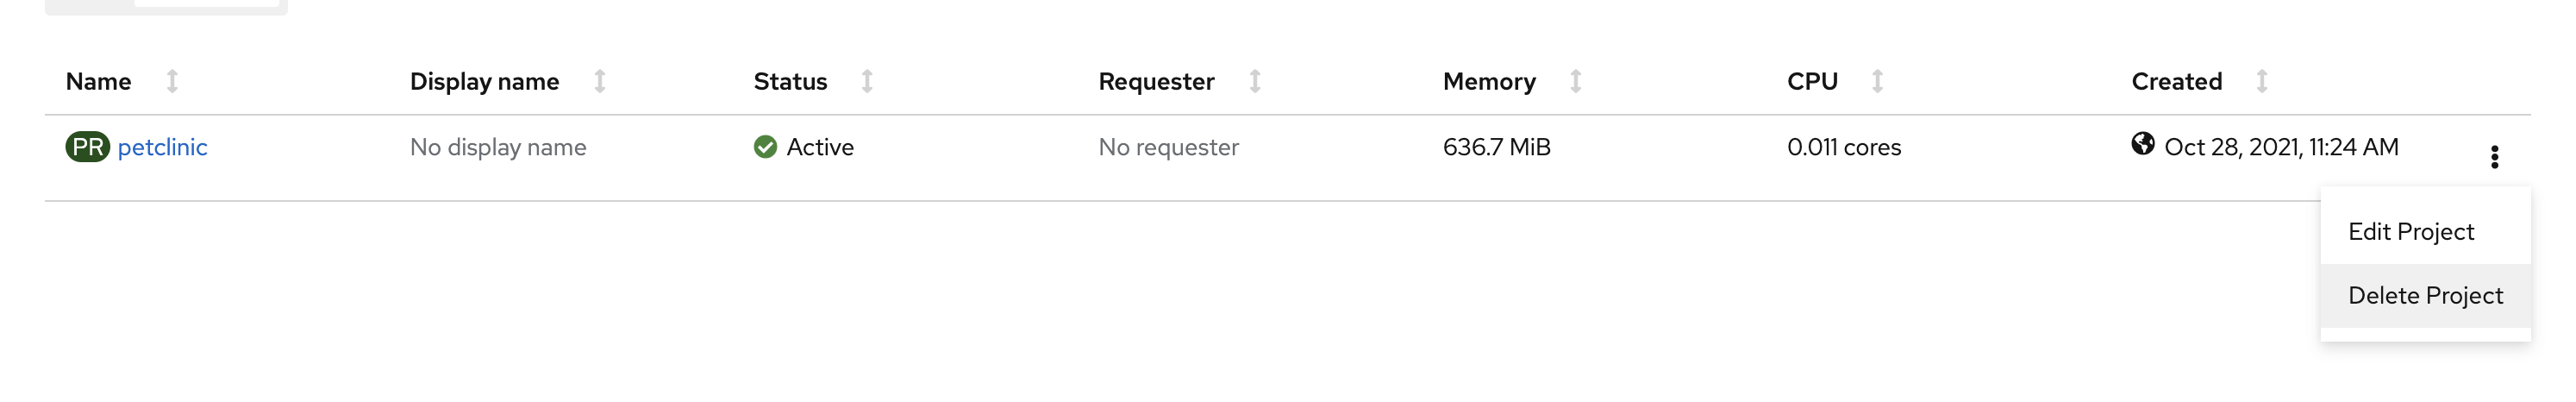 Name Display name Status Requester Memory CPU Created
PR petclinic No display name Active No requester 636.7 MiB 0.011 cores Oct 28, 2021, 11:24 AM
Edit Project
Delete Project